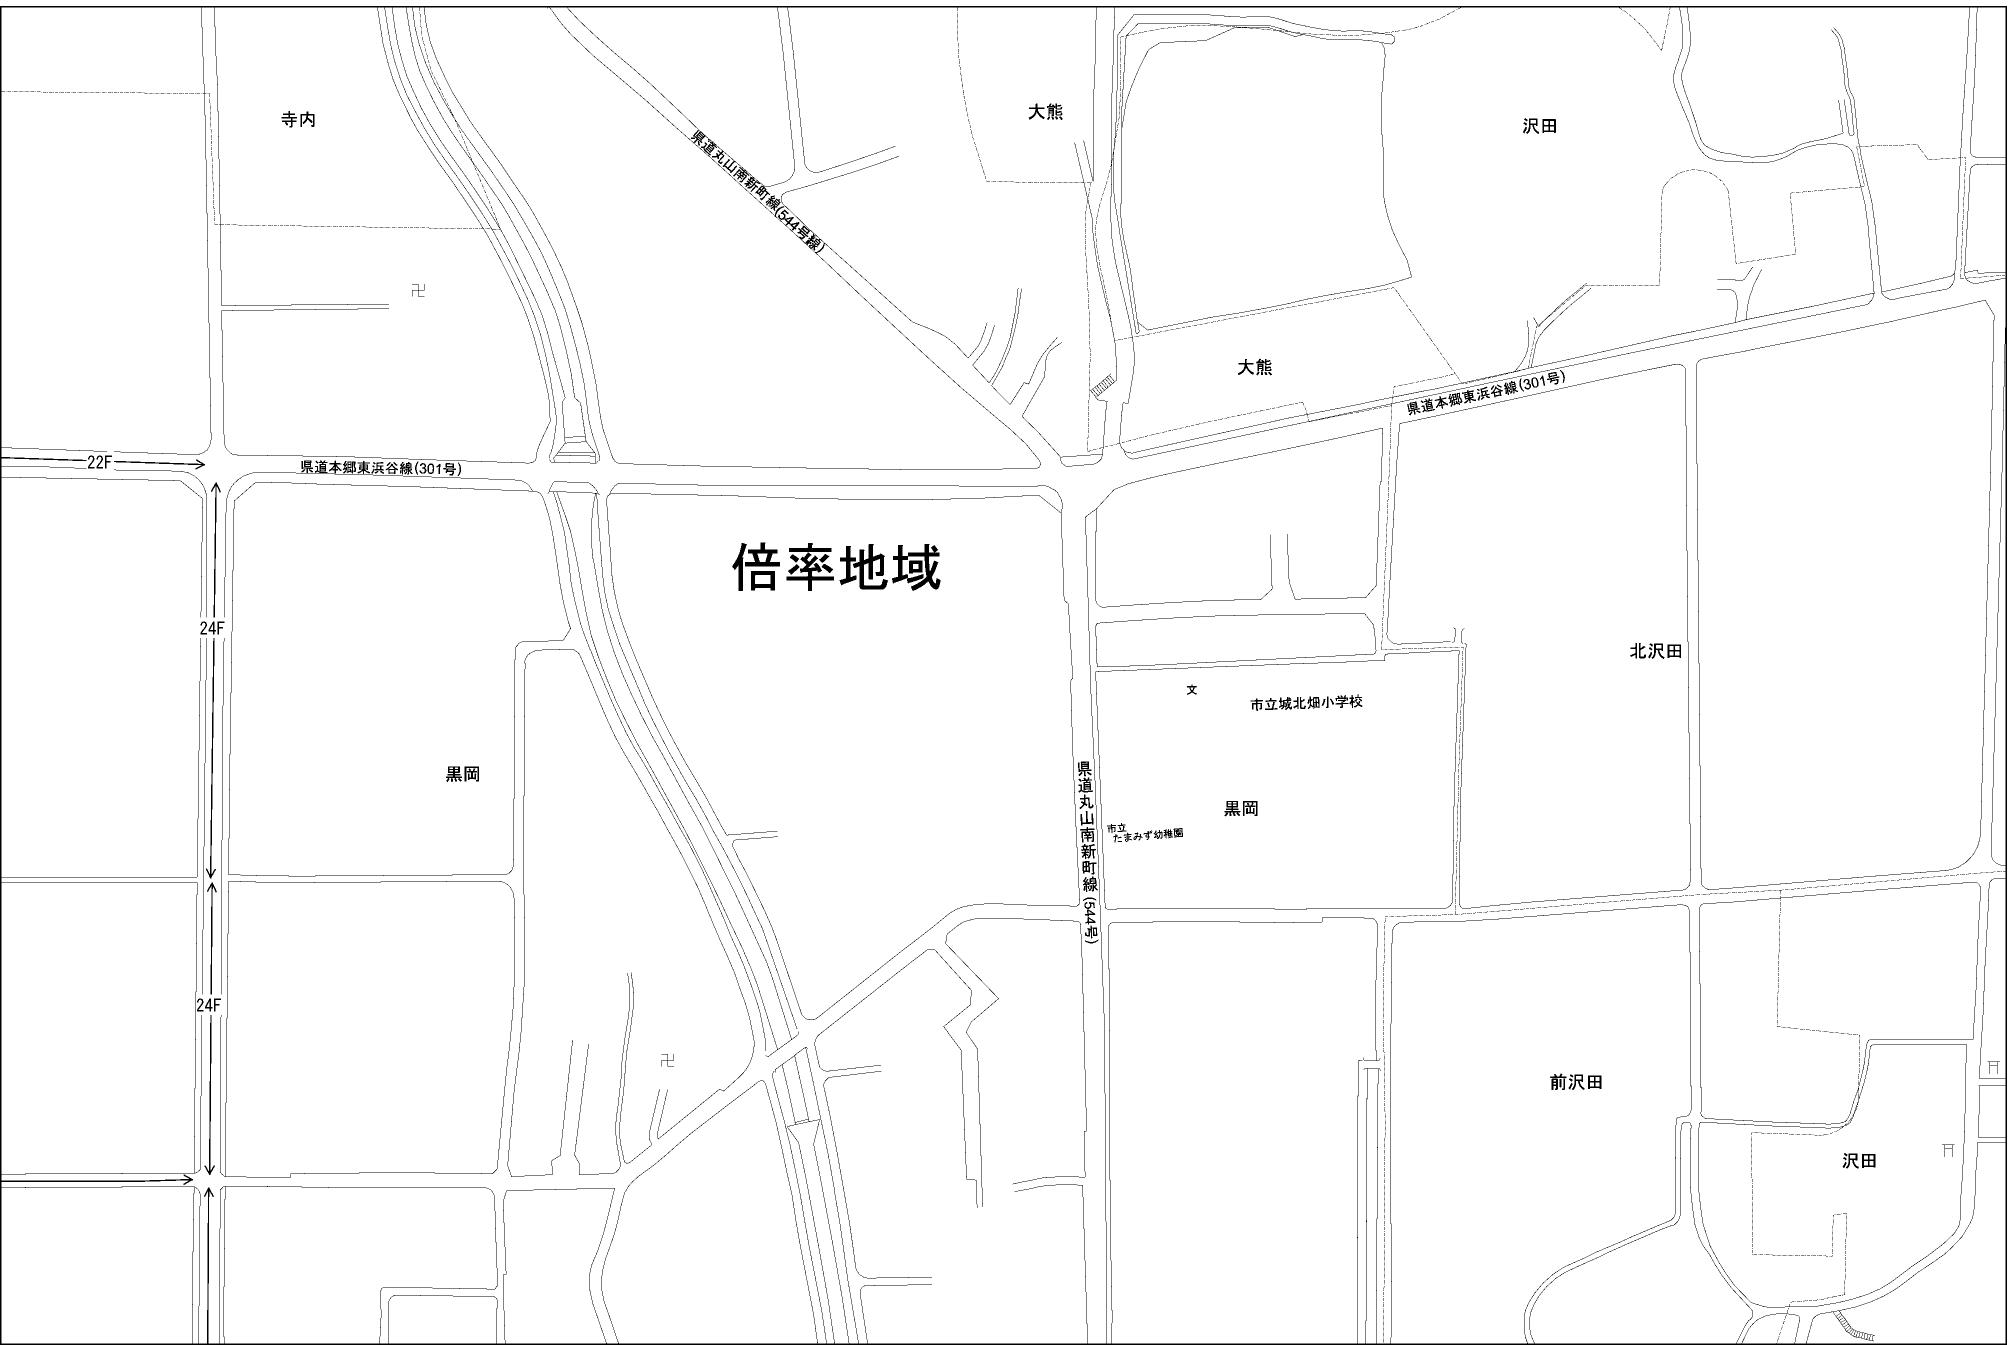 寺内
大熊
沢田
県道丸山南新町線(544号線)
大熊
県道本郷東浜谷線(301号)
22F
県道本郷東浜谷線(301号)
倍率地域
24F
北沢田
文
市立城北畑小学校
黒岡
県道丸山南新町線(544号)
黒岡
市立
たまみず幼稚園
24F
前沢田
沢田